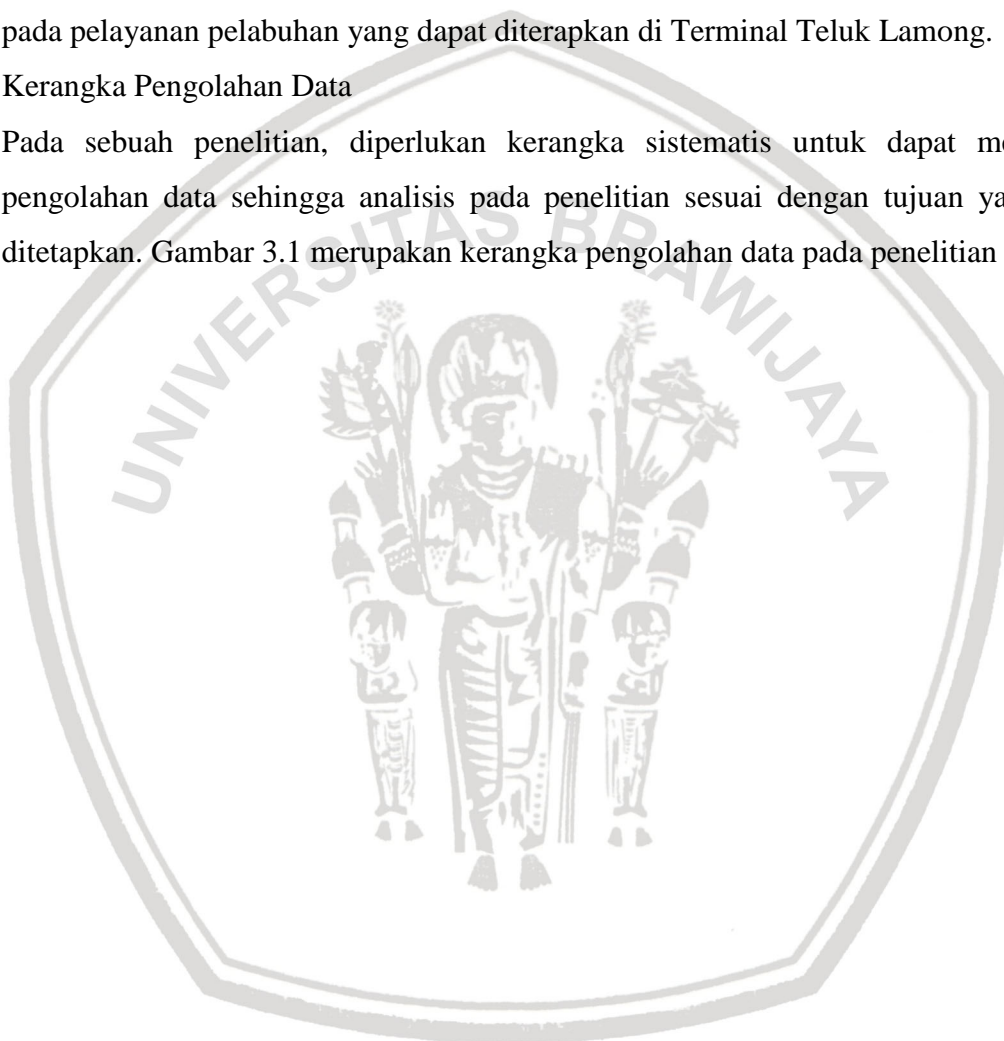 pada pelayanan pelabuhan yang dapat diterapkan di Terminal Teluk Lamong.
Kerangka Pengolahan Data
Pada sebuah penelitian, diperlukan kerangka sistematis untuk dapat
pengolahan data sehingga analisis pada penelitian sesuai dengan tujuan
ditetapkan. Gambar 3.1 merupakan kerangka pengolahan data pada penelitian
UNIVERSITAS BRAWIJAYA